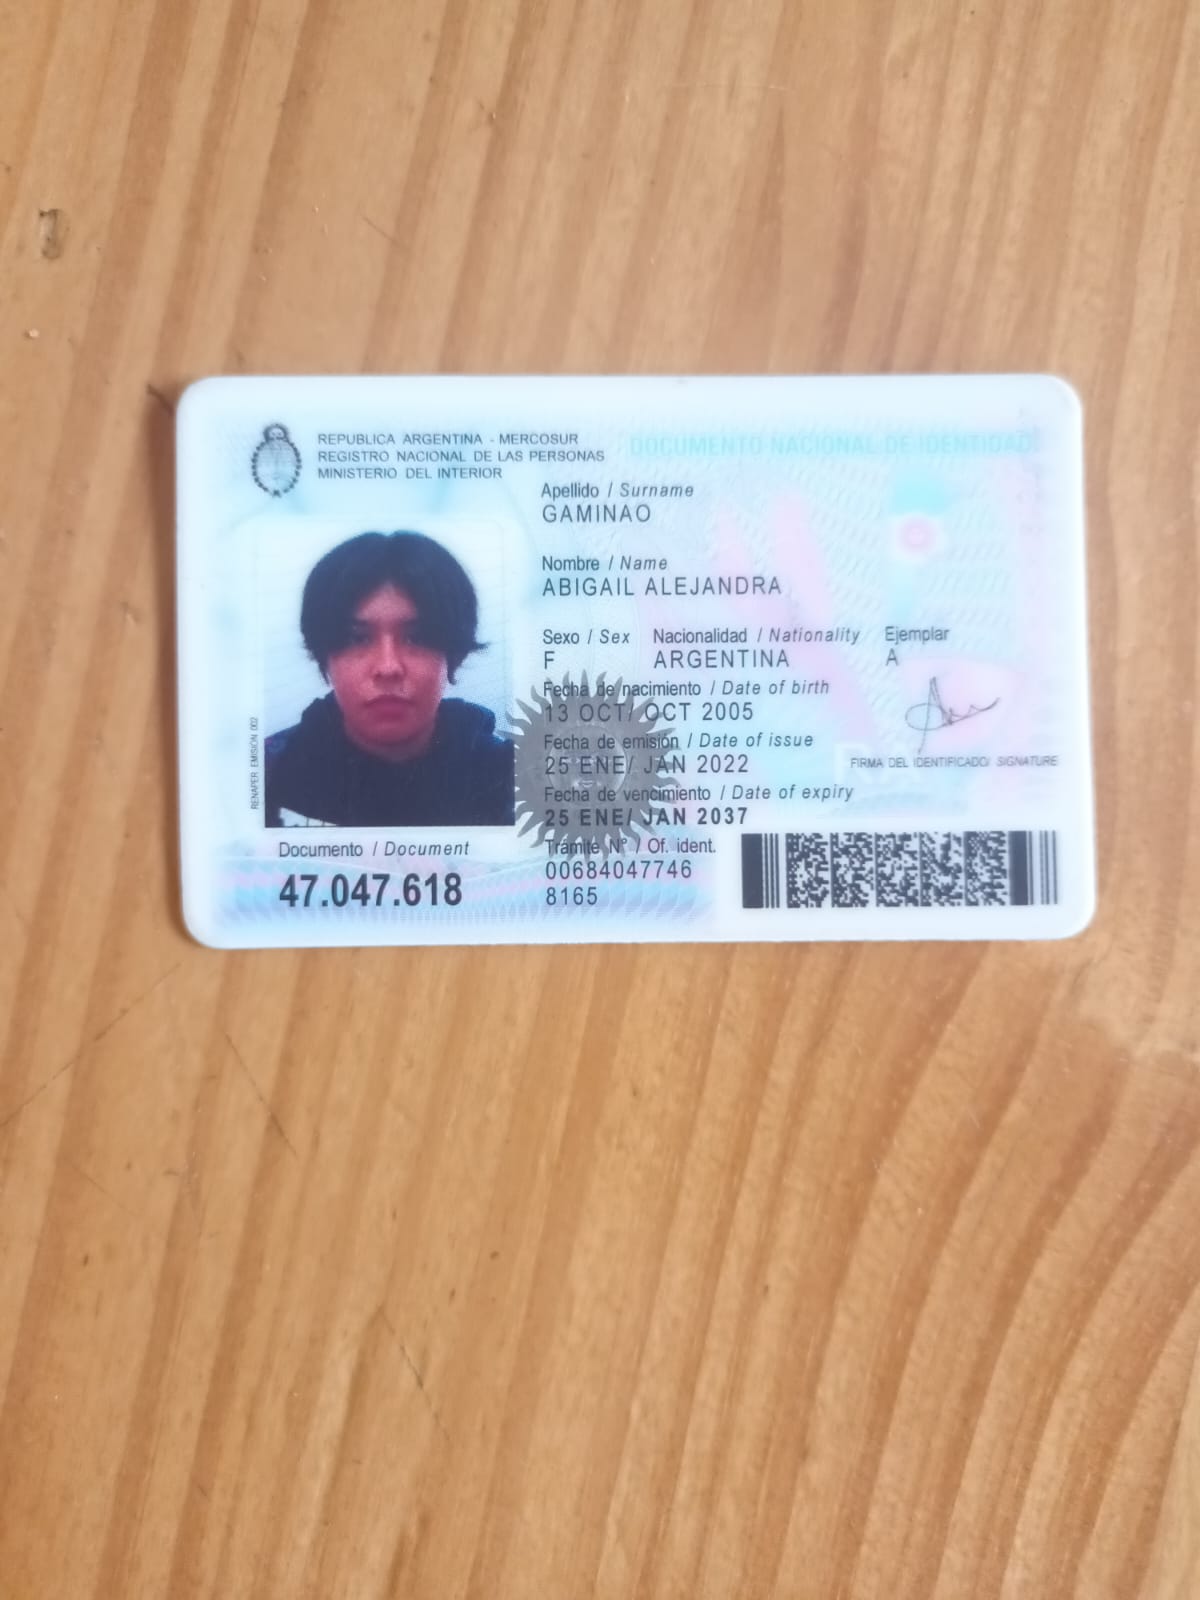 REPUBLICA ARGENTINA - MERCOSUR
REGISTRO NACIONAL DE LAS PERSONAS
MINISTERIO DEL INTERIOR
DOCUMENTO NACIONAL DE IDENTIDAD
Apellido / Surname
GAMINAO
Nombre / Name
ABIGAIL ALEJANDRA
Sexo / Sex Nacionalidad / Nationality Ejemplar
F ARGENTINA A
Fecha de nacimiento / Date of birth
13 OCT/ OCT 2005
Fecha de emisión / Date of issue
25 ENE/ JAN 2022
FIRMA DEL IDENTIFICADO/ SIGNATURE
Fecha de vencimiento / Date of expiry
25 ENE/ JAN 2037
RENAPER EMISIÓN 002
Documento / Document
47.047.618
Trámite N° / Of. ident.
00684047746
8165